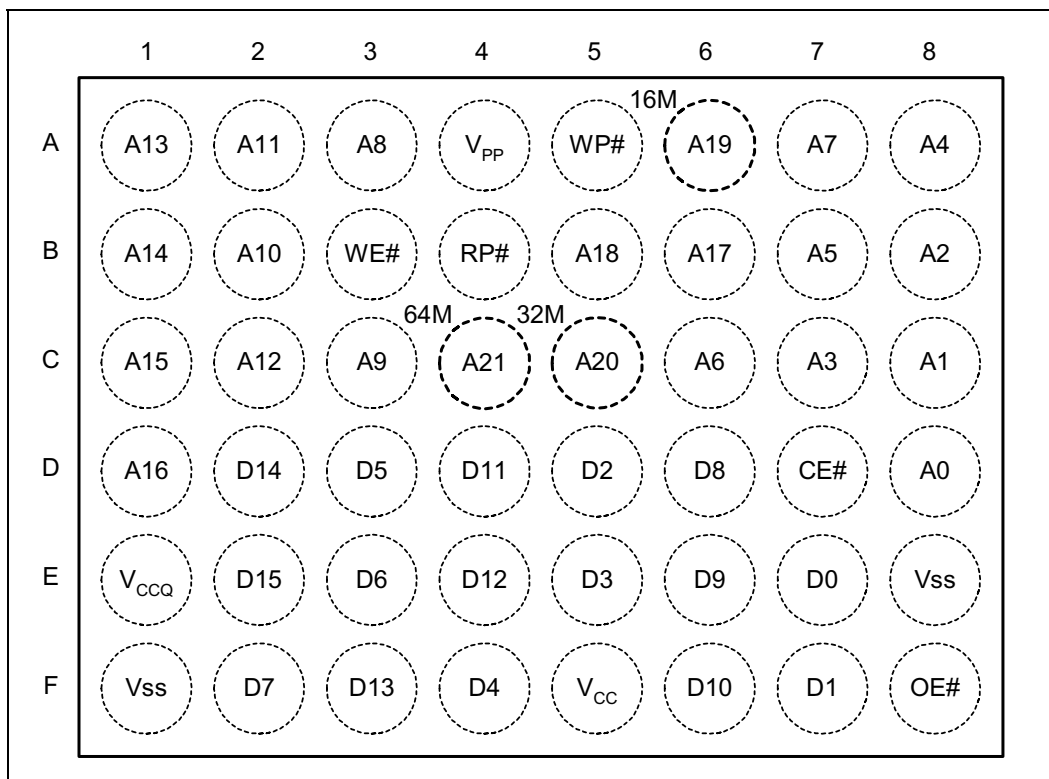 1 2 3 4 5 6 7 8
16M
A A13 A11 A8 VPP WP# A19 A7 A4
B A14 A10 WE# RP# A18 A17 A5 A2
64M 32M
C A15 A12 A9 A21 A20 A6 A3 A1
D A16 D14 D5 D11 D2 D8 CE# A0
E VCCQ D15 D6 D12 D3 D9 D0 Vss
F Vss D7 D13 D4 VCC D10 D1 OE#